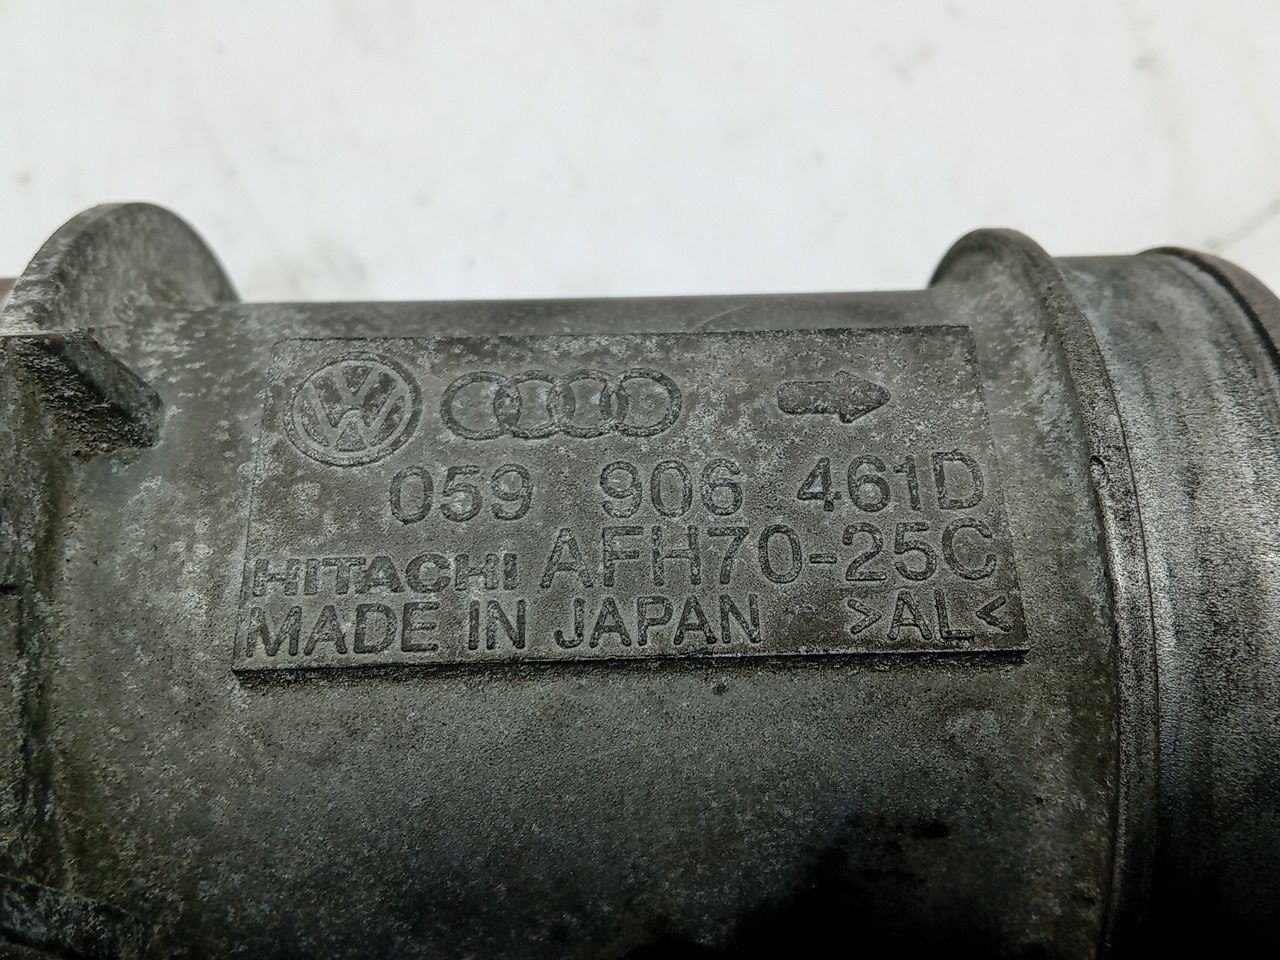 059 906 461D
HITACHI AFH70-25C
MADE IN JAPAN >AL<